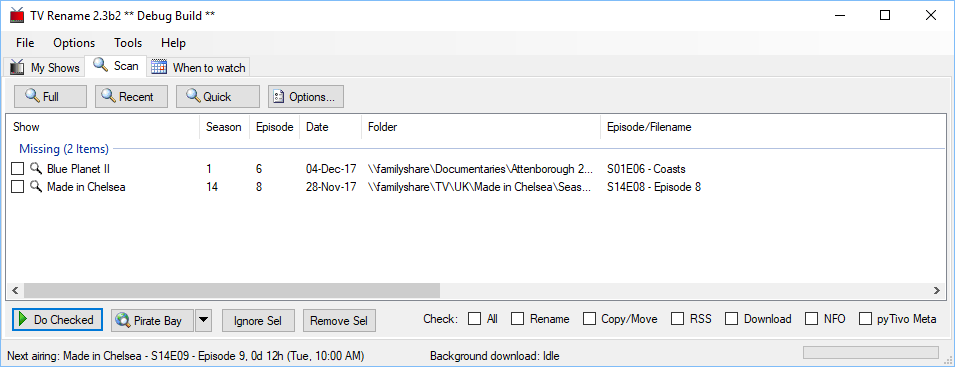 TV Rename 2.3b2 ** Debug Build **
File Options Tools Help
My Shows Scan When to watch
Full Recent Quick Options...
Show Season Episode Date Folder Episode/Filename
Missing (2 Items)
Blue Planet II 1 6 04-Dec-17 \\familyshare\Documentaries\Attenborough 2... S01E06 - Coasts
Made in Chelsea 14 8 28-Nov-17 \\familyshare\TV\UK\Made in Chelsea\Seas... S14E08 - Episode 8
Do Checked Pirate Bay Ignore Sel Remove Sel Check: All Rename Copy/Move RSS Download NFO pyTivo Meta
Next airing: Made in Chelsea - S14E09 - Episode 9, 0d 12h (Tue, 10:00 AM) Background download: Idle